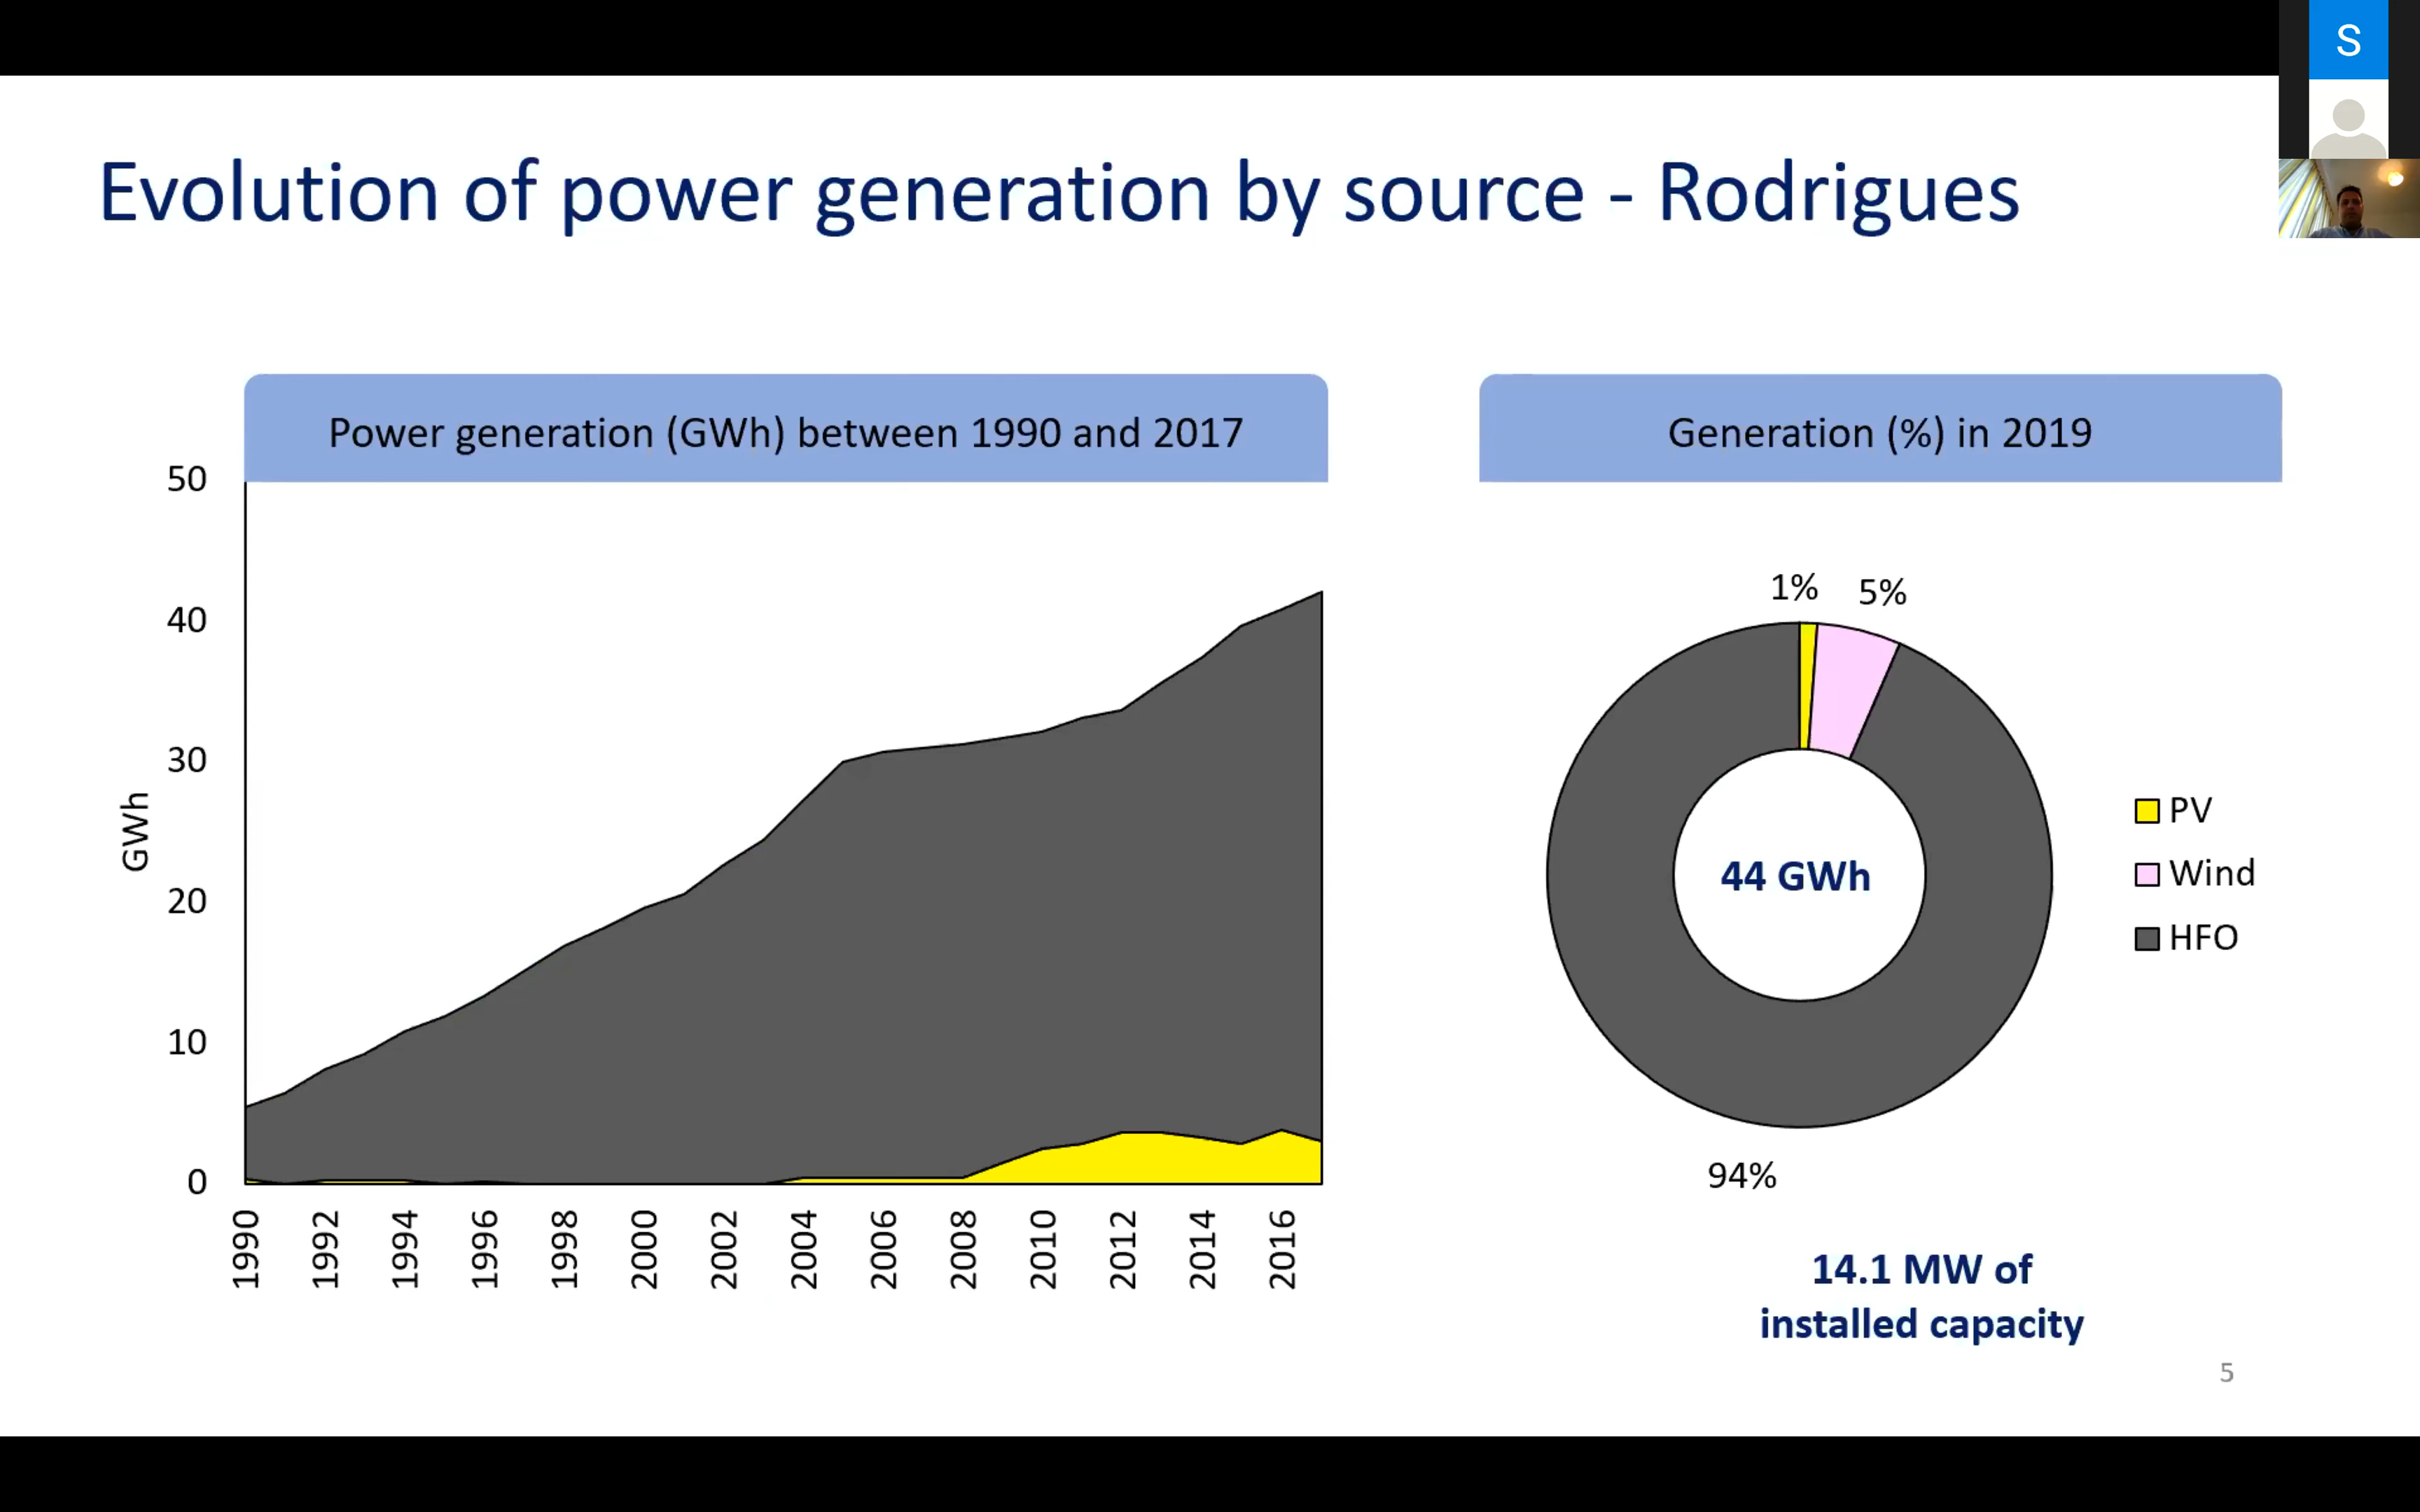 S
Evolution of power generation by source - Rodrigues
Power generation (GWh) between 1990 and 2017
50
40
30
20
10
0
GWh
1990
1992
1994
1996
1998
2000
2002
2004
2006
2008
2010
2012
2014
2016
Generation (%) in 2019
1%
5%
44 GWh
94%
PV
Wind
HFO
14.1 MW of
installed capacity
5